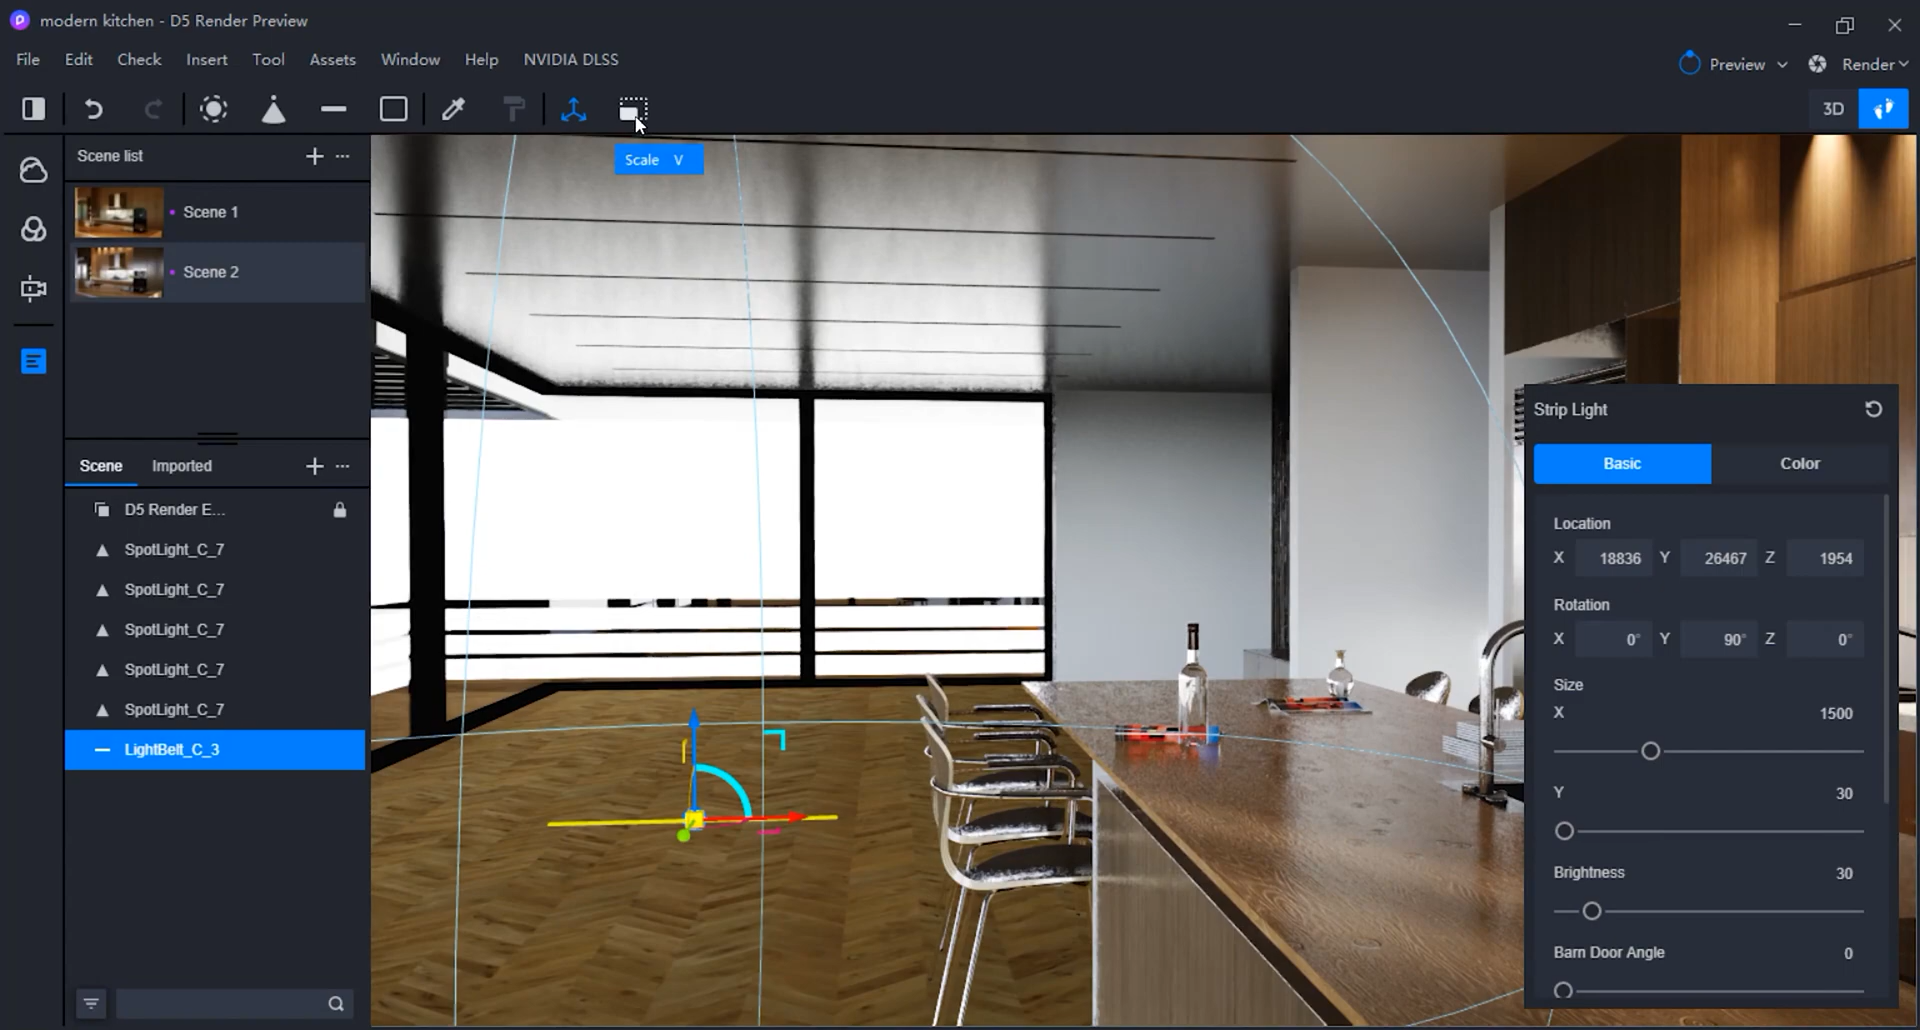 modern kitchen - D5 Render Preview
File Edit Check Insert Tool Assets Window Help NVIDIA DLSS
Preview Render
3D
Scale V
Scene list
Scene 1
Scene 2
Scene Imported
D5 Render E...
SpotLight_C_7
SpotLight_C_7
SpotLight_C_7
SpotLight_C_7
SpotLight_C_7
LightBelt_C_3
Strip Light
Basic Color
Location
X 18836 Y 26467 Z 1954
Rotation
X 0° Y 90° Z 0°
Size
X 1500
Y 30
Brightness 30
Barn Door Angle 0